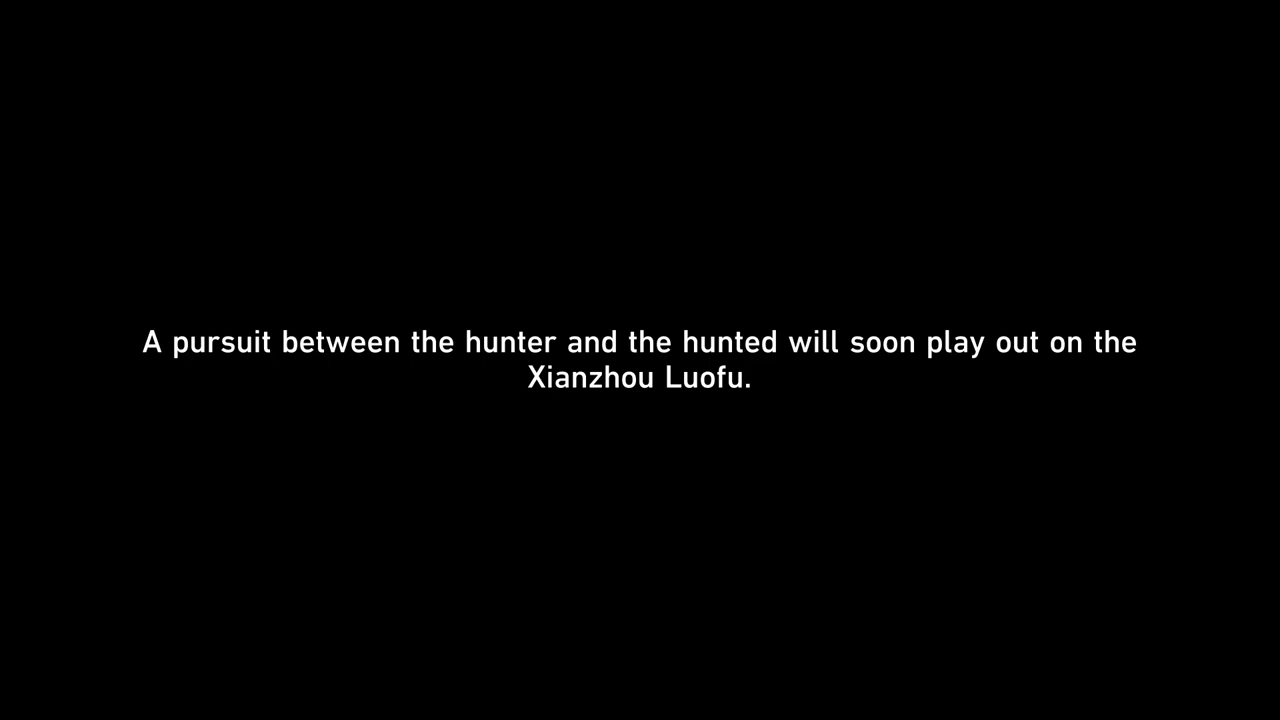 A pursuit between the hunter and the hunted will soon play out on the
Xianzhou Luofu.